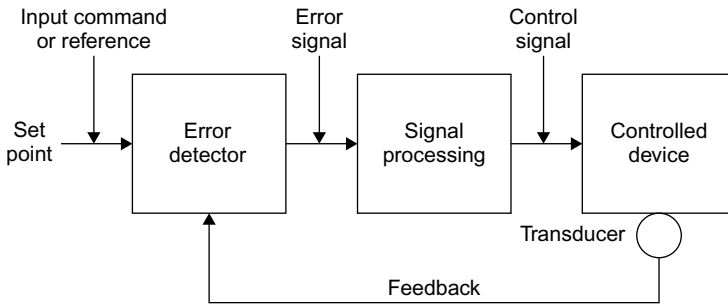 Input command
or reference
Error
signal
Control
signal
Set
point
Error
detector
Signal
processing
Controlled
device
Transducer
Feedback